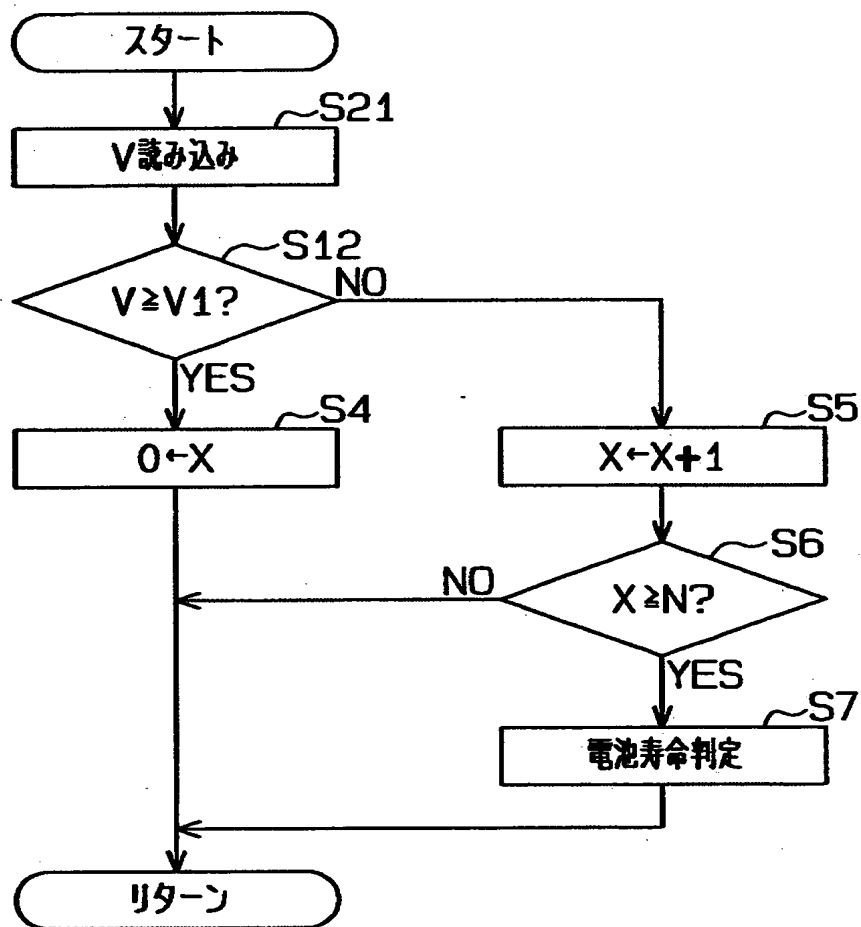 スタート
S21
V読み込み
S12
V≧V1?
NO
YES
S4
0←X
S5
X←X+1
S6
X≧N?
NO
YES
S7
電池寿命判定
リターン